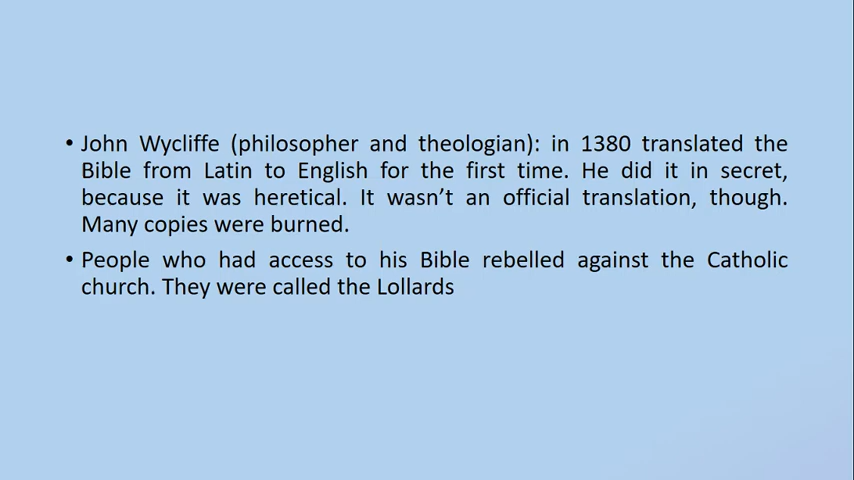 • John Wycliffe (philosopher and theologian): in 1380 translated the
Bible from Latin to English for the first time. He did it in secret,
because it was heretical. It wasn’t an official translation, though.
Many copies were burned.
• People who had access to his Bible rebelled against the Catholic
church. They were called the Lollards